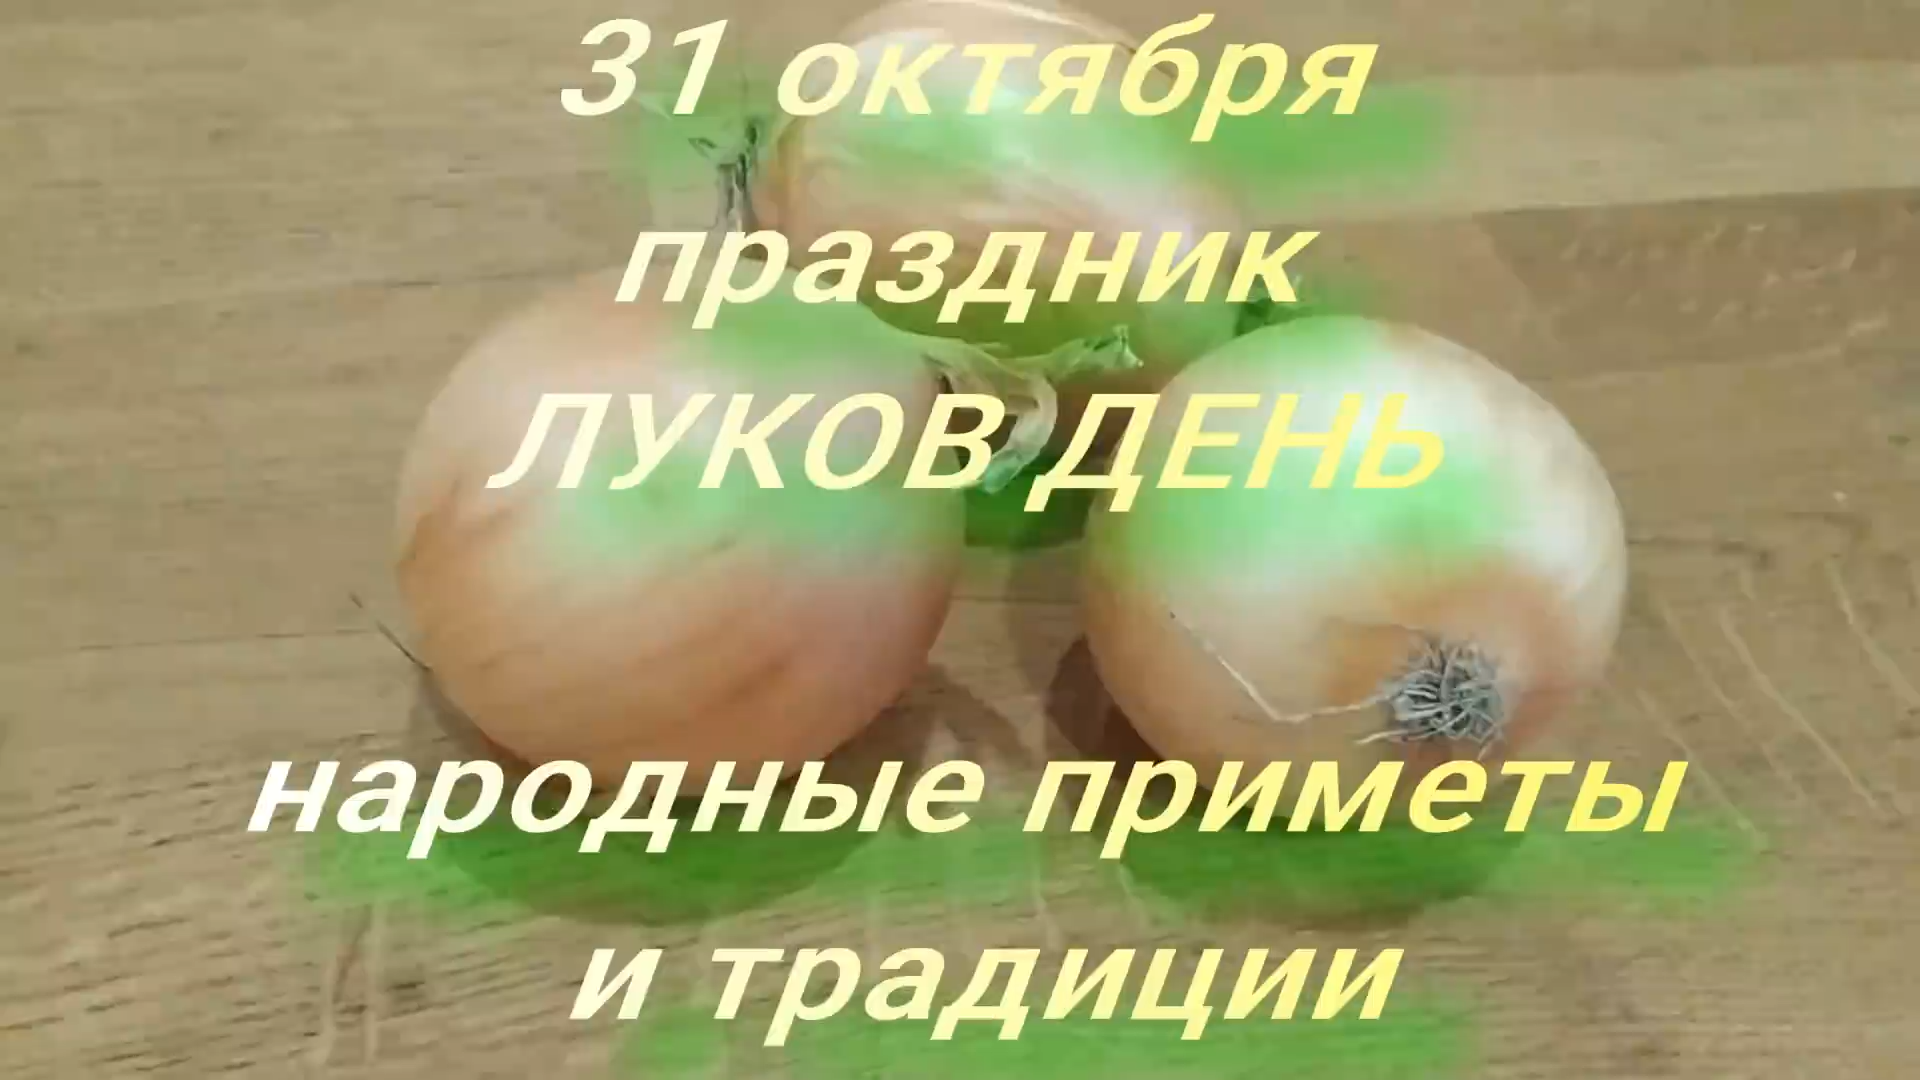 31 октября
праздник
ЛУКОВ ДЕНЬ
народные приметы
и традиции